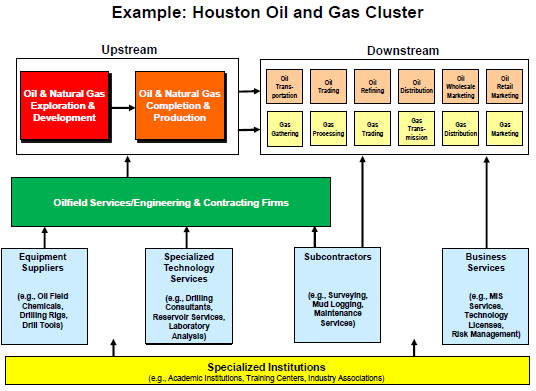 Example: Houston Oil and Gas Cluster
Upstream
Downstream
Oil & Natural Gas
Exploration &
Development
Oil & Natural Gas
Completion &
Production
Oil
Trans-
portation
Oil
Trading
Oil
Refining
Oil
Distribution
Oil
Wholesale
Marketing
Oil
Retail
Marketing
Gas
Gathering
Gas
Processing
Gas
Trading
Gas
Trans-
mission
Gas
Distribution
Gas
Marketing
Oilfield Services/Engineering & Contracting Firms
Equipment
Suppliers
(e.g., Oil Field
Chemicals,
Drilling Rigs,
Drill Tools)
Specialized
Technology
Services
(e.g., Drilling
Consultants,
Reservoir Services,
Laboratory
Analysis)
Subcontractors
(e.g., Surveying,
Mud Logging,
Maintenance
Services)
Business
Services
(e.g., MIS
Services,
Technology
Licenses,
Risk Management)
Specialized Institutions
(e.g., Academic Institutions, Training Centers, Industry Associations)